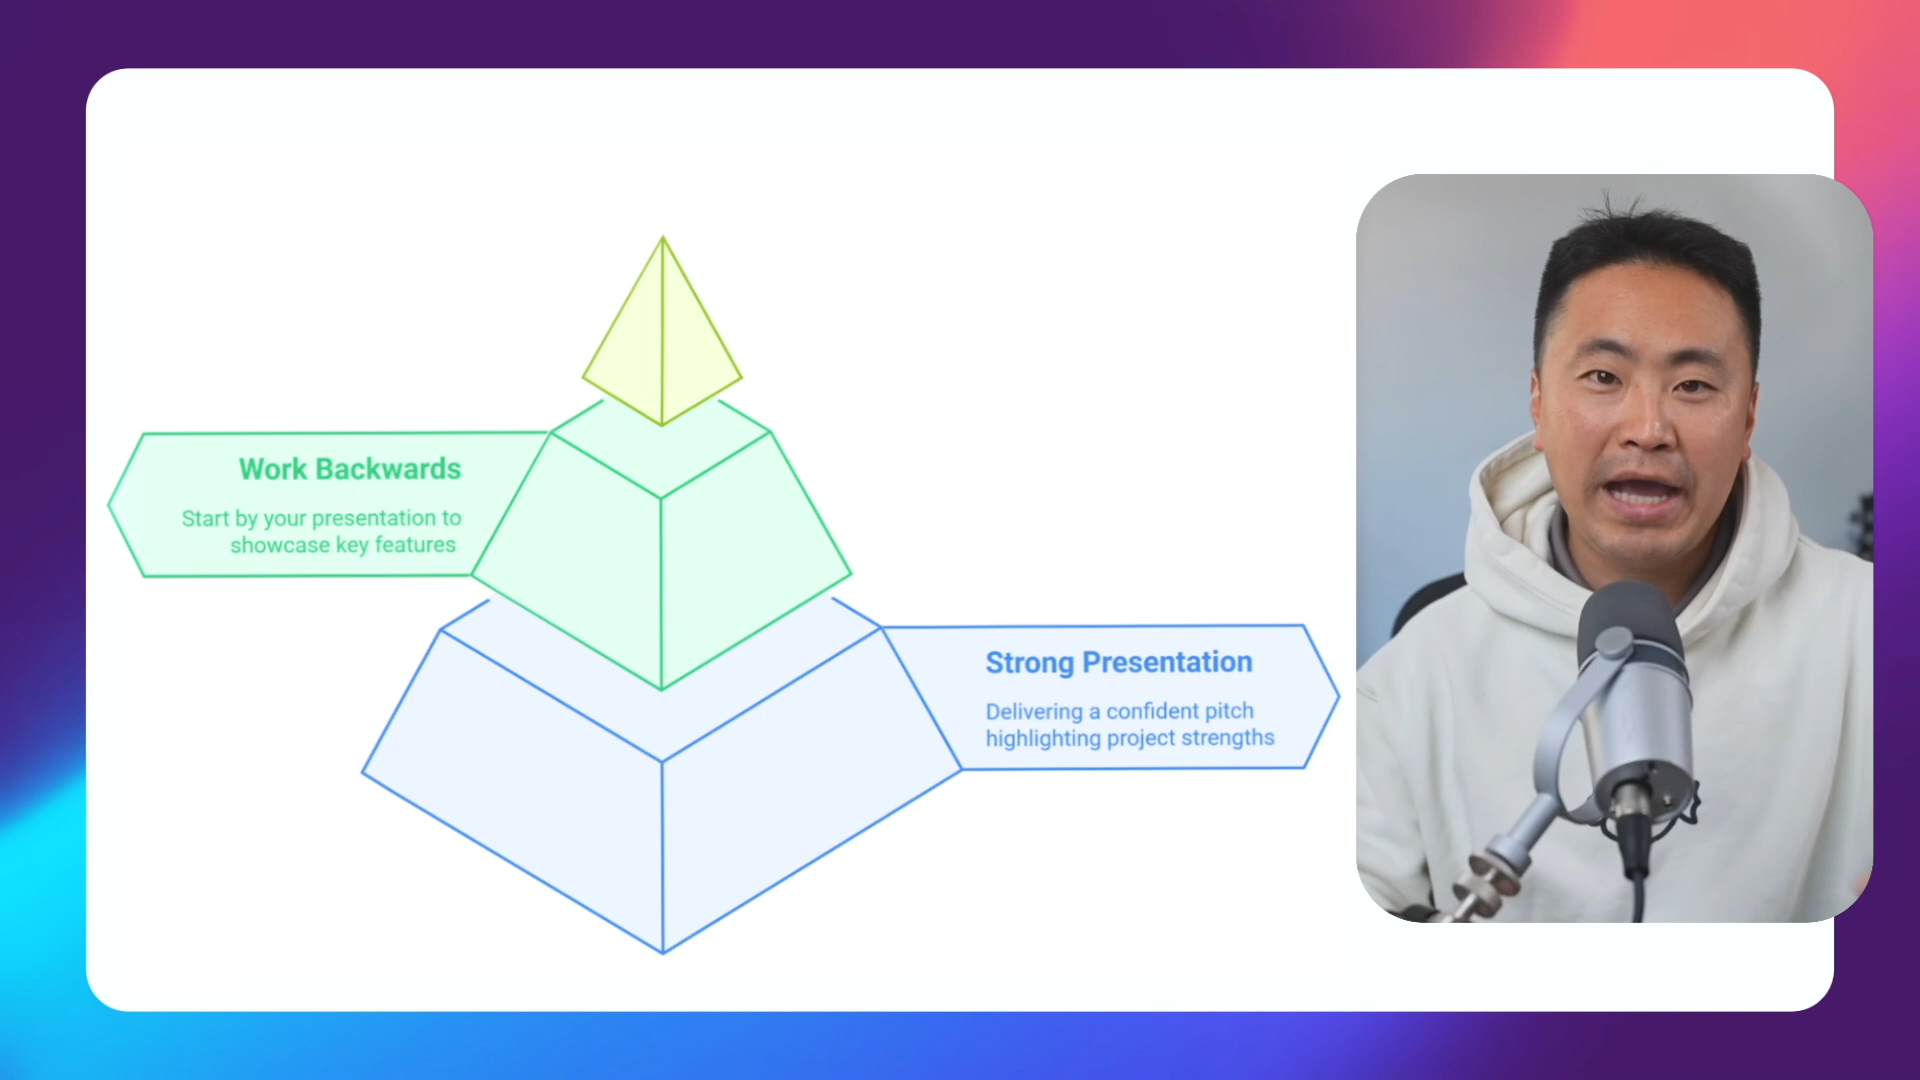 Work Backwards
Start by your presentation to
showcase key features
Strong Presentation
Delivering a confident pitch
highlighting project strengths